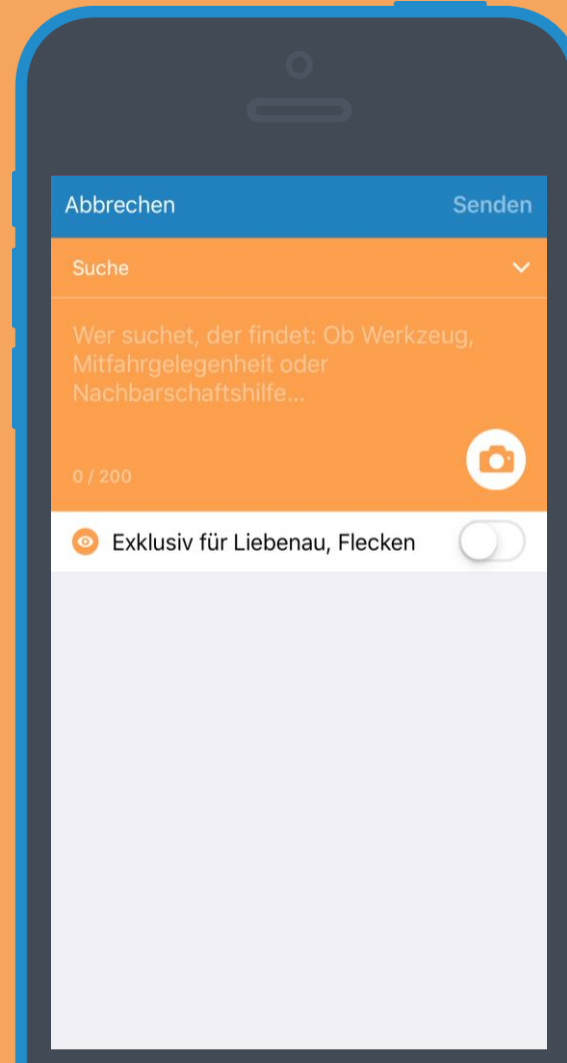 Abbrechen
Senden
Suche
Wer suchet, der findet: Ob Werkzeug,
Mitfahrgelegenheit oder
Nachbarschaftshilfe...
0 / 200
Exklusiv für Liebenau, Flecken